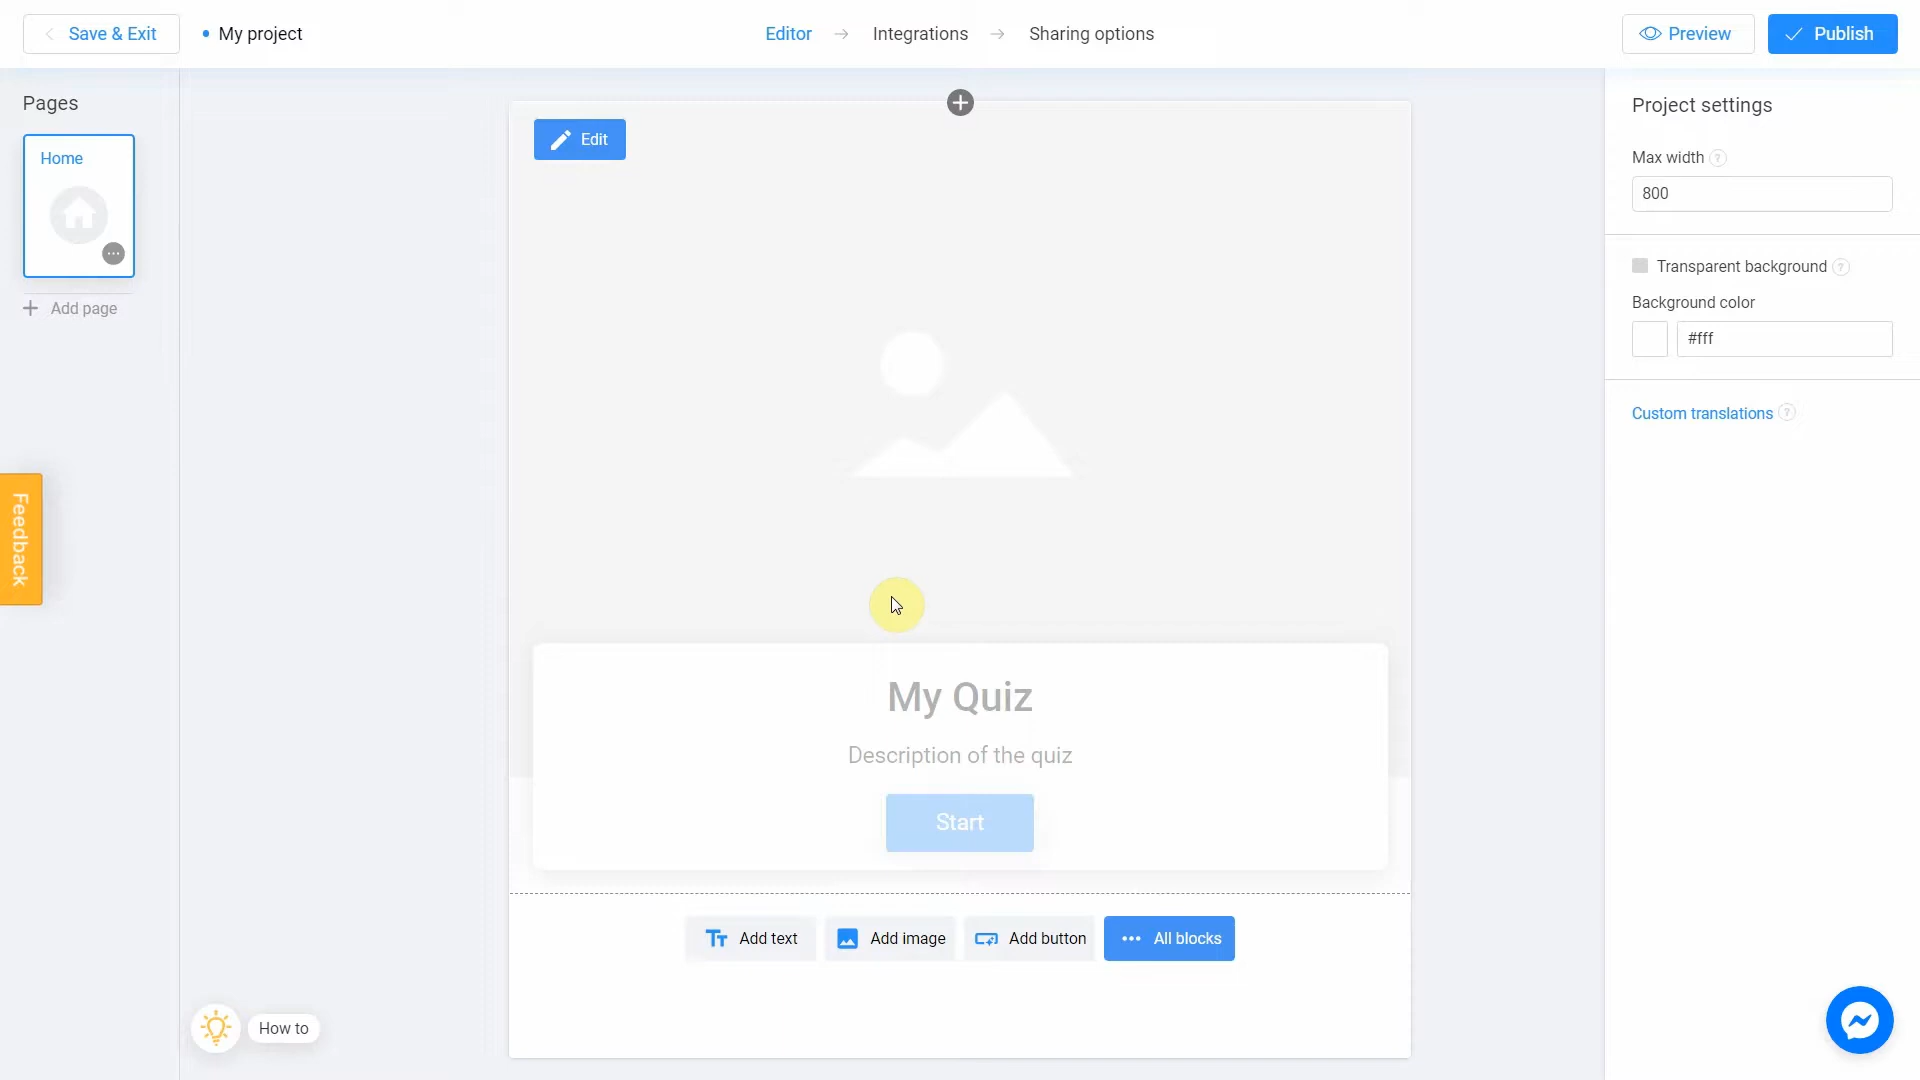 Save & Exit
My project
Editor
Integrations
Sharing options
Preview
Publish
Pages
Home
Add page
Feedback
Edit
My Quiz
Description of the quiz
Start
Add text
Add image
Add button
All blocks
How to
Project settings
Max width ?
800
Transparent background ?
Background color
#fff
Custom translations ?